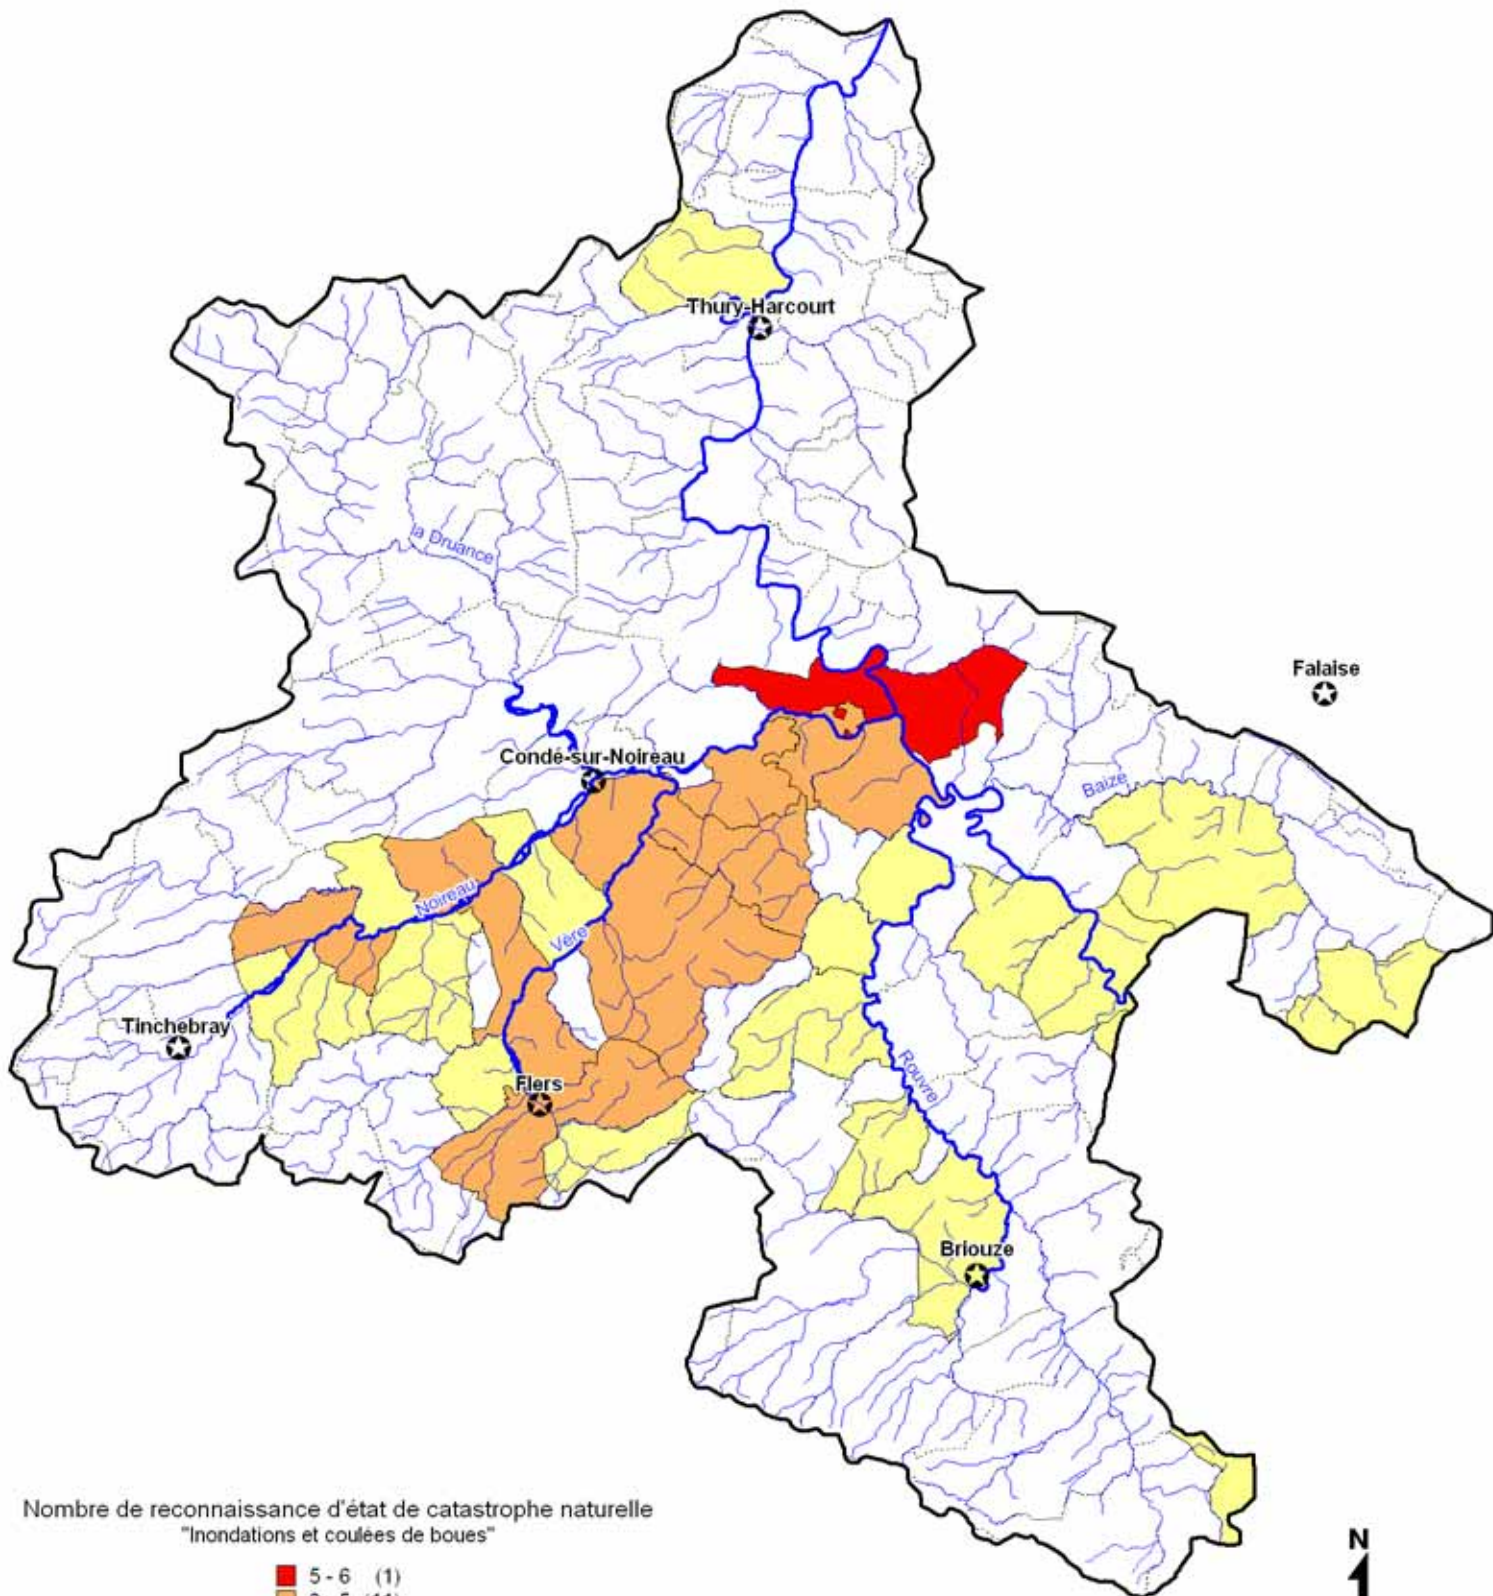 Thury-Harcourt
la Druance
Falaise
Condé-sur-Noireau
Baize
Noireau
Vère
Tinchebray
Rouvre
Flers
Briouze
Nombre de reconnaissance d'état de catastrophe naturelle
"Inondations et coulées de boues"
N
5 - 6 (1)